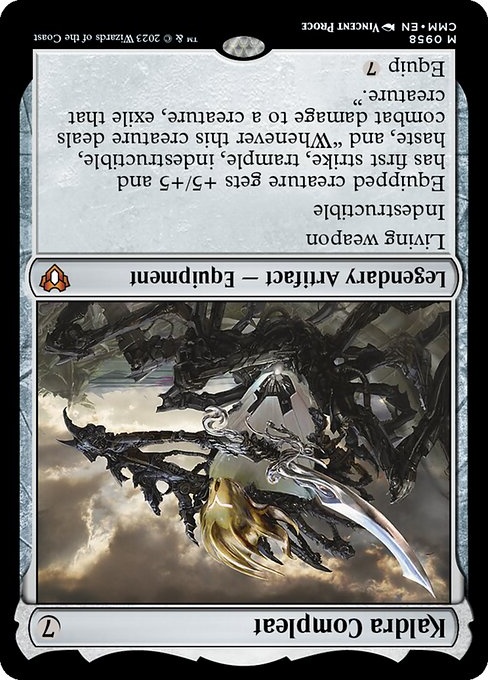 Kaldra Compleat 7
Legendary Artifact — Equipment
Living weapon
Indestructible
Equipped creature gets +5/+5 and
has first strike, trample, indestructible,
haste, and “Whenever this creature deals
combat damage to a creature, exile that
creature.”
Equip 7
M 0958
CMM • EN VINCENT PROCE
™ & © 2023 Wizards of the Coast